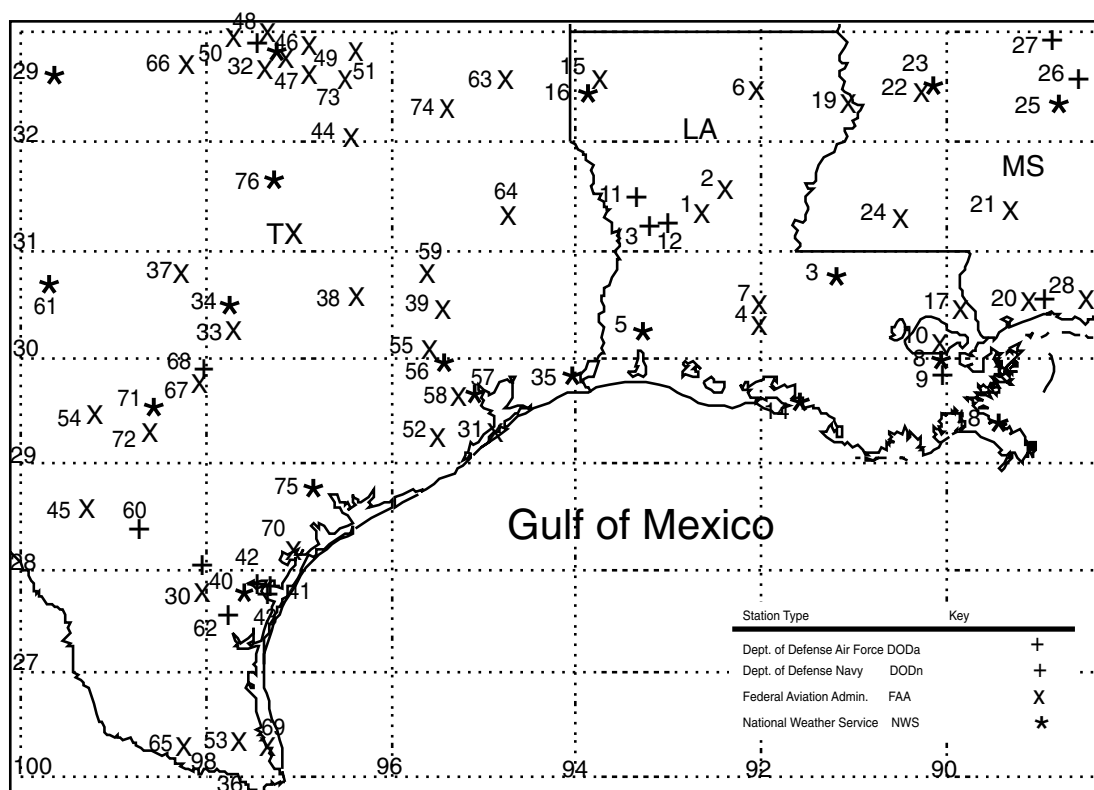 48
50 46 49
66 32 47 51
29 73
63 15
16 6
74 19
23
22
27
26
25
44
32
LA
76
MS
64
11 2
1
13 12
24 21
TX
31
59
37 3
61 34 38 39
7
4
17 20 28
33
5
10
55
30
68
56 8
67 57 35 9
71 58
54 14 8
72 52 31
29
75
45 60
Gulf of Mexico
70
28 42
40 41
30 43
62
Station Type Key
Dept. of Defense Air Force DODa +
27
Dept. of Defense Navy DODn +
Federal Aviation Admin. FAA X
National Weather Service NWS *
69
65 53
100 98 96 94 92 90
36